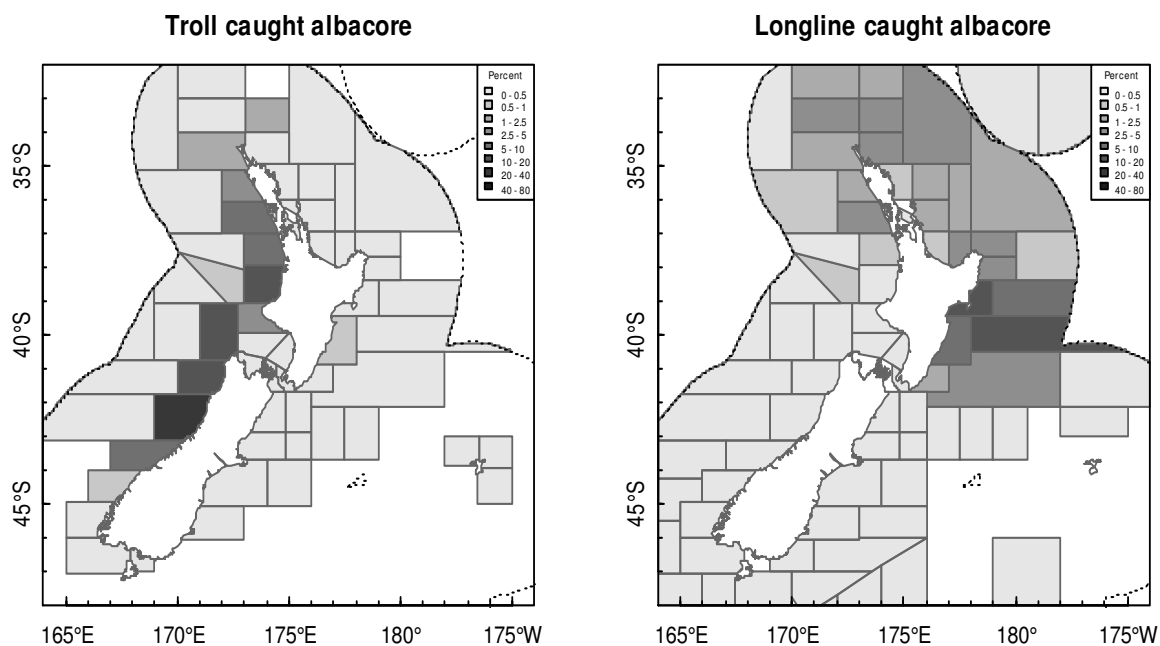 Troll caught albacore
Percent
0 - 0.5
0.5 - 1
1 - 2.5
2.5 - 5
5 - 10
10 - 20
20 - 40
40 - 80
35°S
40°S
45°S
165°E 170°E 175°E 180° 175°W
Longline caught albacore
Percent
0 - 0.5
0.5 - 1
1 - 2.5
2.5 - 5
5 - 10
10 - 20
20 - 40
40 - 80
35°S
40°S
45°S
165°E 170°E 175°E 180° 175°W